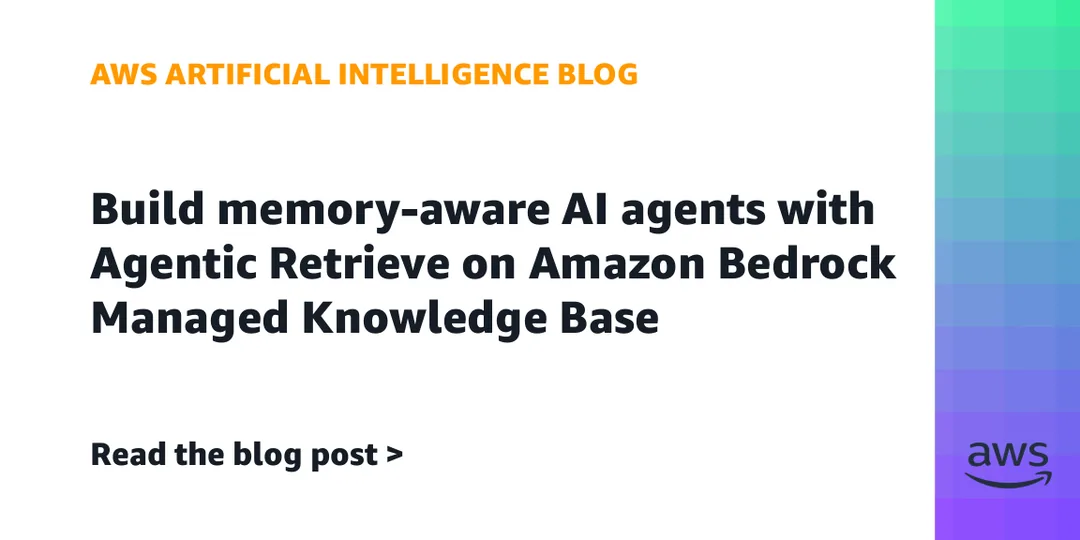 AWS ARTIFICIAL INTELLIGENCE BLOG
Build memory-aware AI agents with
Agentic Retrieve on Amazon Bedrock
Managed Knowledge Base
Read the blog post >
aws